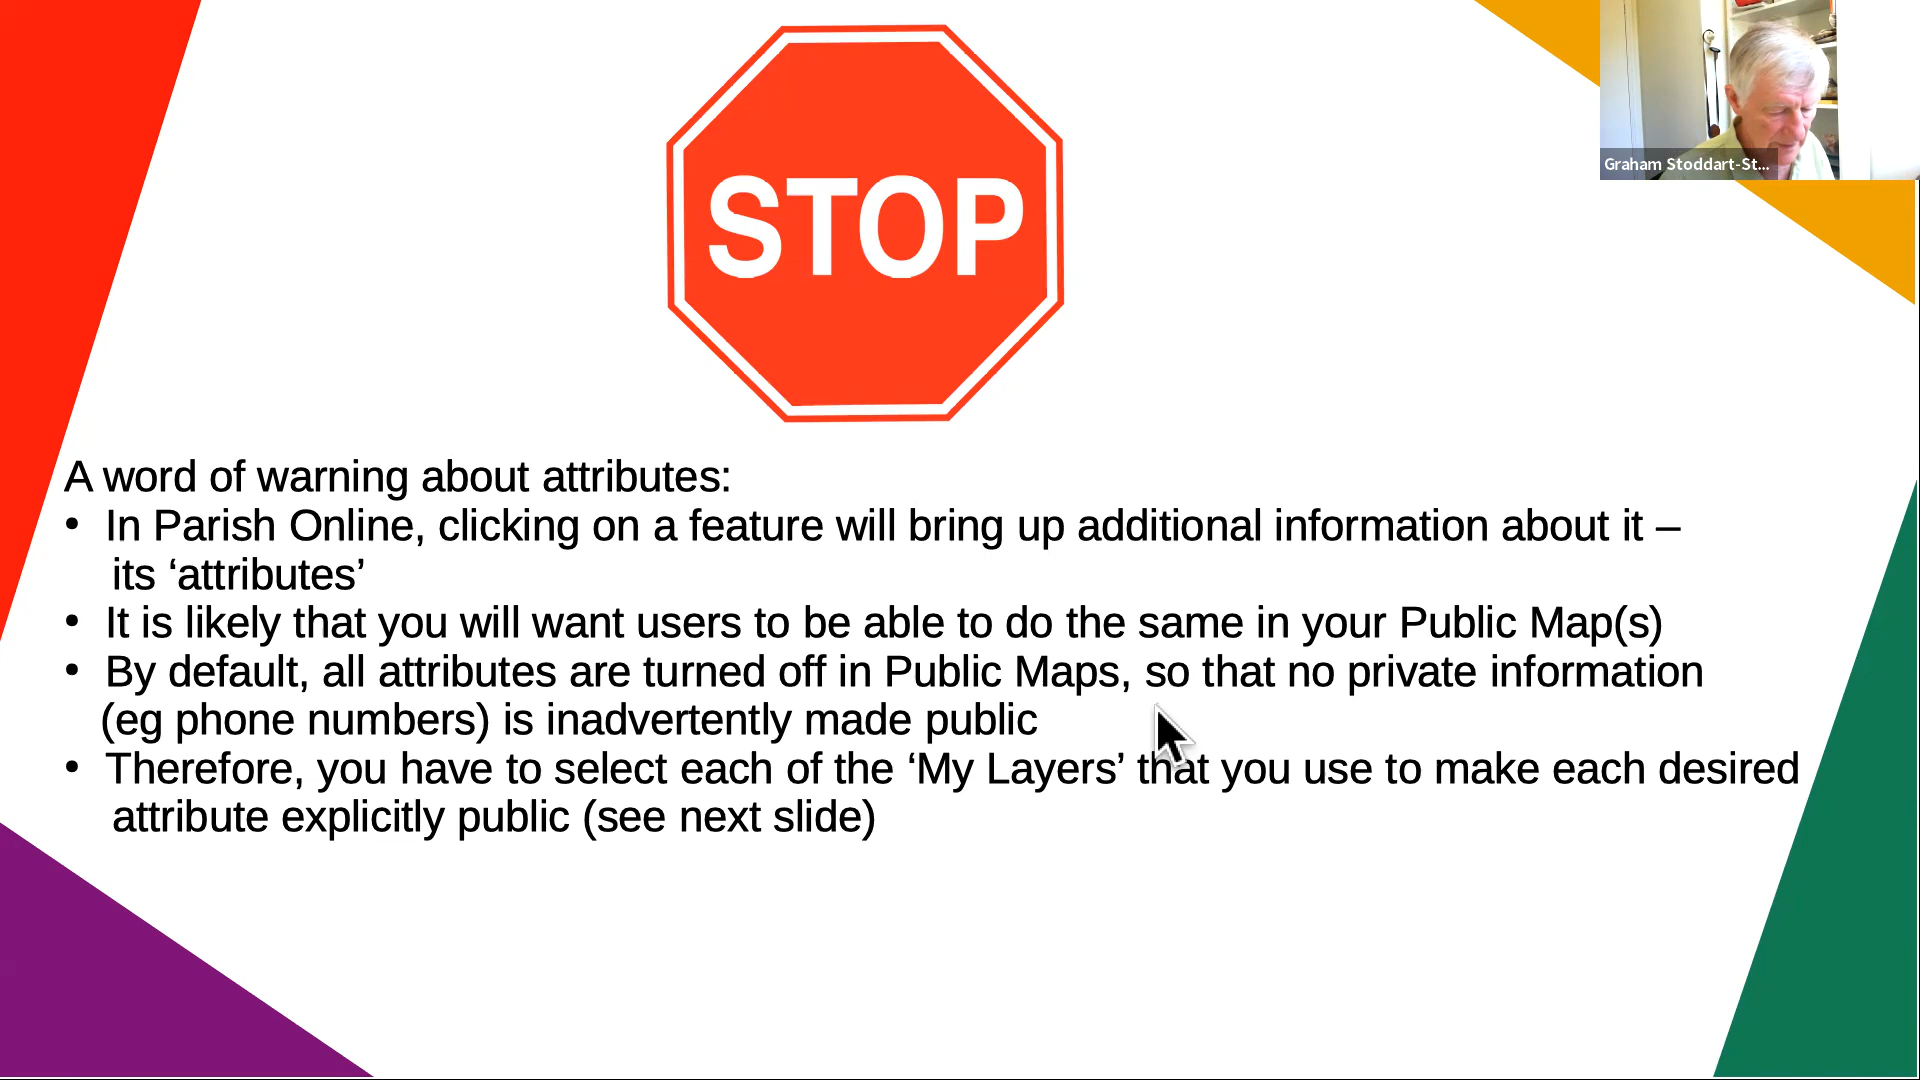 STOP
Graham Stoddart-St...
A word of warning about attributes:
• In Parish Online, clicking on a feature will bring up additional information about it –
its ‘attributes’
• It is likely that you will want users to be able to do the same in your Public Map(s)
• By default, all attributes are turned off in Public Maps, so that no private information
(eg phone numbers) is inadvertently made public
• Therefore, you have to select each of the ‘My Layers’ that you use to make each desired
attribute explicitly public (see next slide)